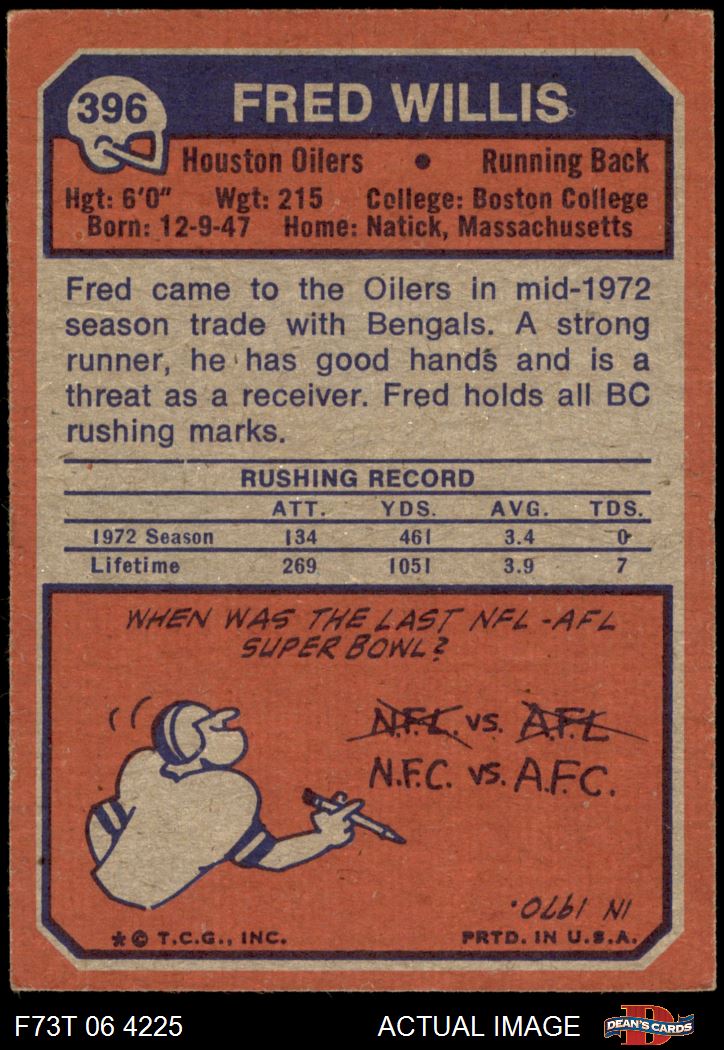 396
FRED WILLIS
Houston Oilers • Running Back
Hgt: 6'0" Wgt: 215 College: Boston College
Born: 12-9-47 Home: Natick, Massachusetts
Fred came to the Oilers in mid-1972
season trade with Bengals. A strong
runner, he has good hands and is a
threat as a receiver. Fred holds all BC
rushing marks.
RUSHING RECORD
ATT. YDS. AVG. TDS.
1972 Season 134 461 3.4 0
Lifetime 269 1051 3.9 7
WHEN WAS THE LAST NFL-AFL
SUPER BOWL?
N.F.L. VS. A.F.L
N.F.C. VS. A.F.C.
IN 1970.
* © T.C.G., INC. PRTD. IN U.S.A.
F73T 06 4225 ACTUAL IMAGE
D
DEAN'S CARDS